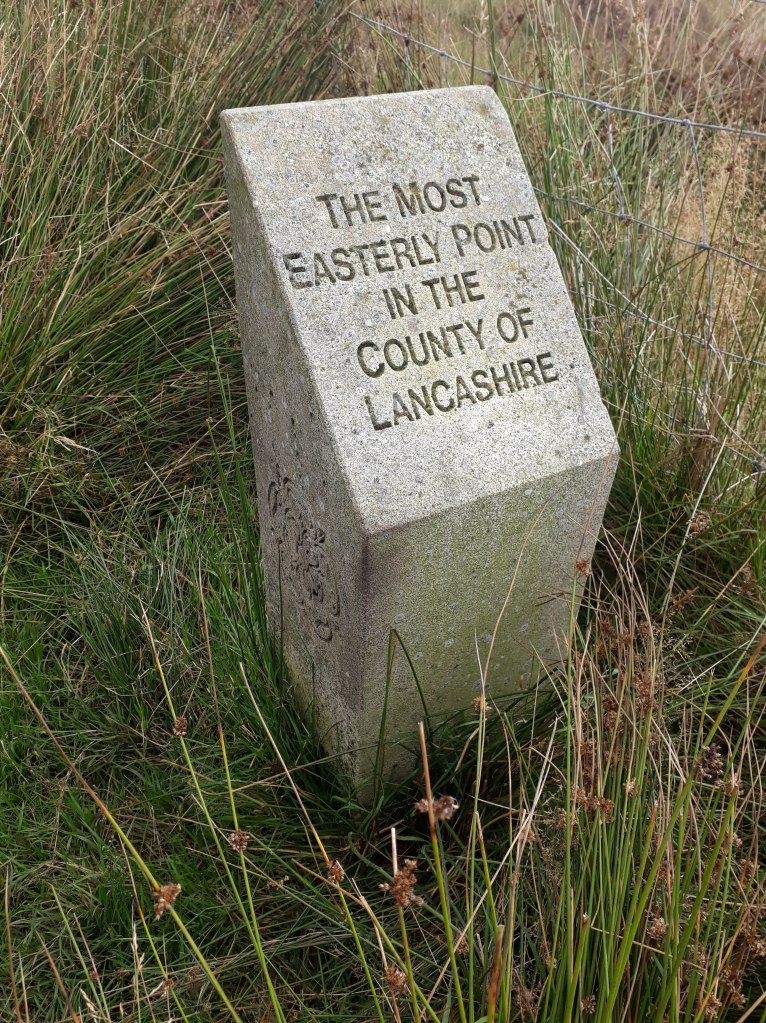 THE MOST
EASTERLY POINT
IN THE
COUNTY OF
LANCASHIRE